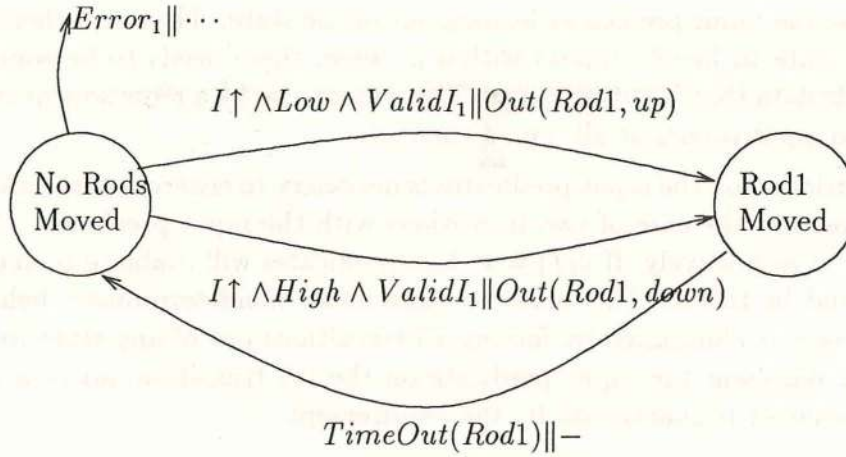 Error₁‖⋯
I↑ ∧Low ∧ ValidI₁‖Out(Rod1, up)
No Rods
Moved
Rod1
Moved
I↑ ∧High ∧ ValidI₁‖Out(Rod1, down)
TimeOut(Rod1)‖−